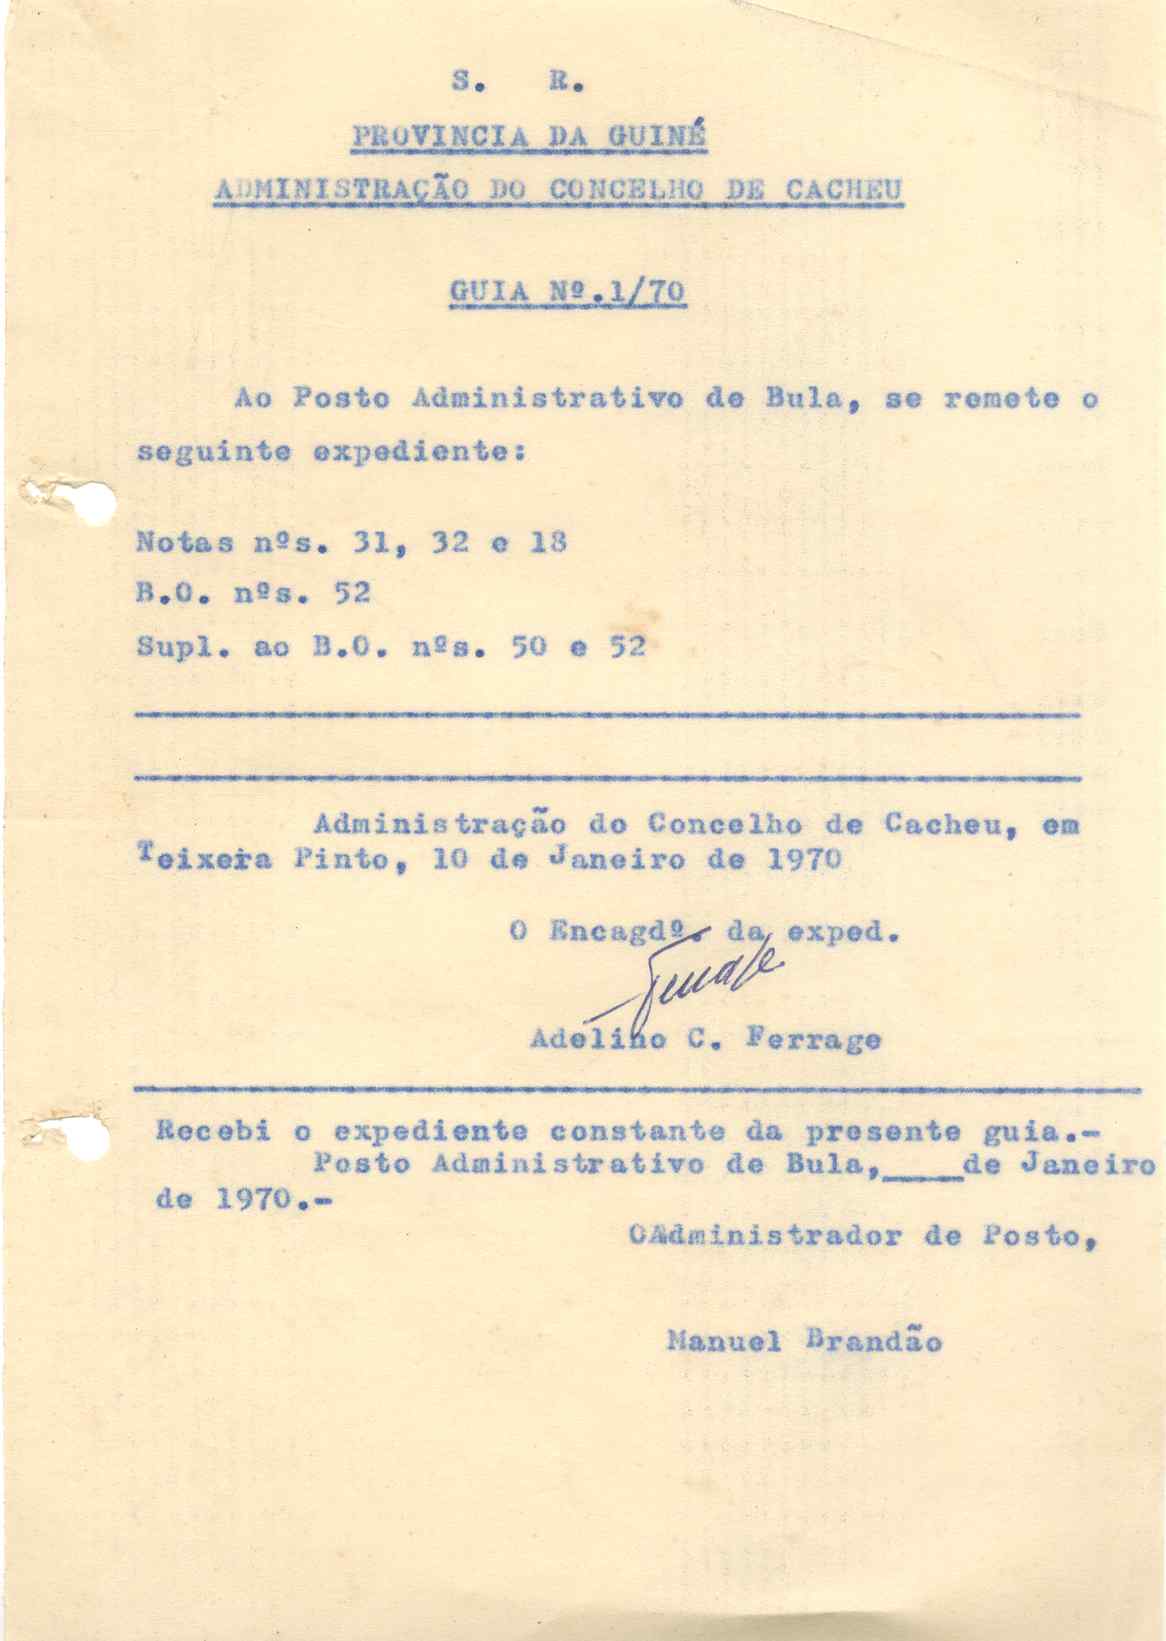 S. R.
PROVINCIA DA GUINÉ
ADMINISTRAÇÃO DO CONCELHO DE CACHEU
GUIA Nº.1/70
Ao Posto Administrativo de Bula, se remete o
seguinte expediente:
Notas nºs. 31, 32 e 18
B.O. nºs. 52
Supl. ao B.O. nºs. 50 e 52
Administração do Concelho de Cacheu, em
Teixeira Pinto, 10 de Janeiro de 1970
O Encagdº. da exped.
Adelino C. Ferrage
Recebi o expediente constante da presente guia.-
Posto Administrativo de Bula,____de Janeiro
de 1970.-
OAdministrador de Posto,
Manuel Brandão